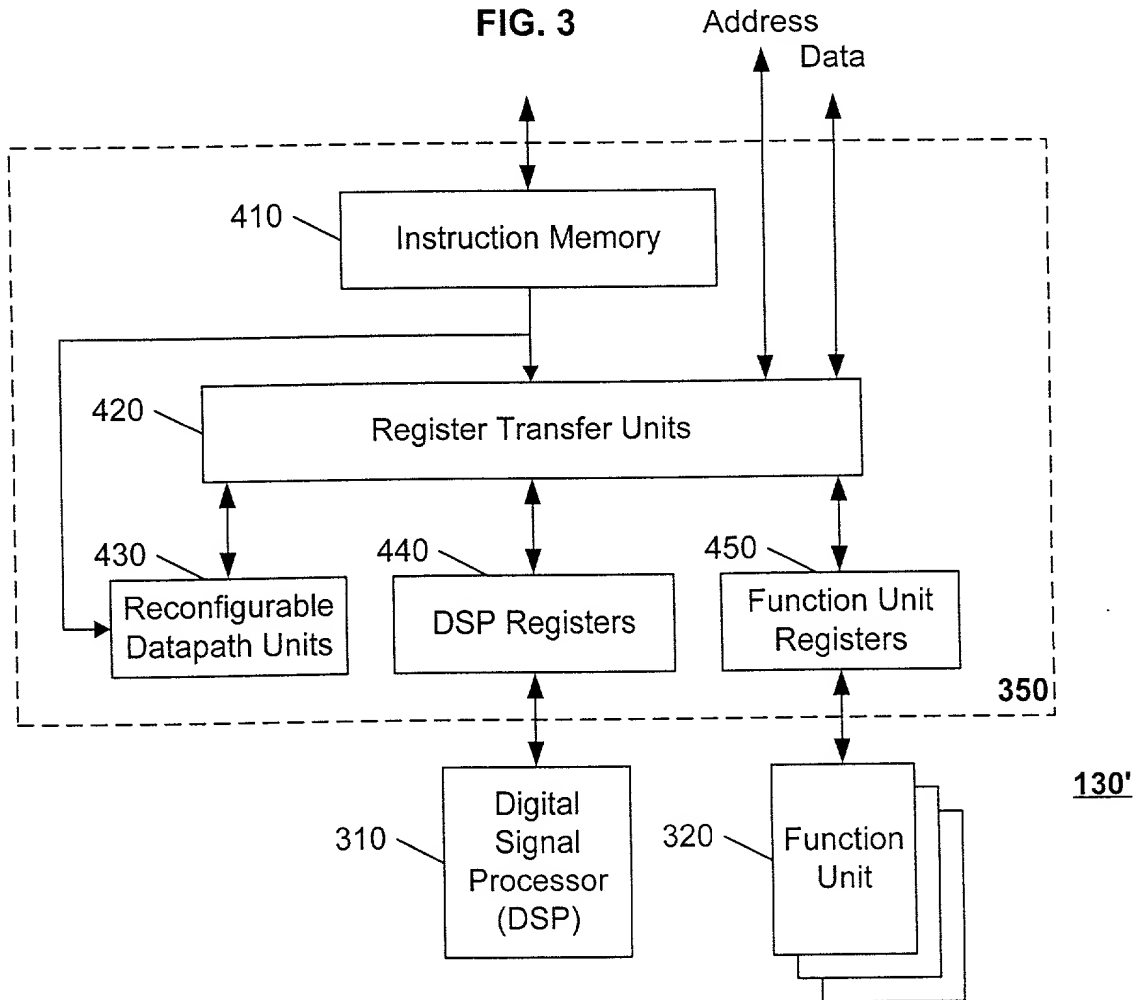 FIG. 3
Address
Data
410
Instruction Memory
420
Register Transfer Units
430
440
450
Reconfigurable
Datapath Units
DSP Registers
Function Unit
Registers
350
130'
310
Digital
Signal
Processor
(DSP)
320
Function
Unit